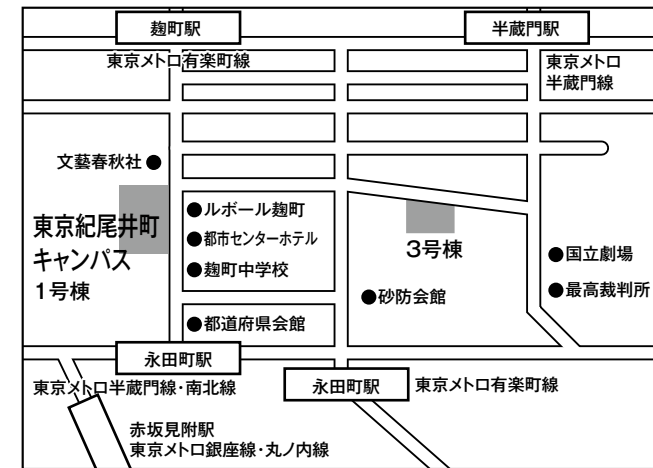 麹町駅
半蔵門駅
東京メトロ有楽町線
東京メトロ
半蔵門線
文藝春秋社
東京紀尾井町
キャンパス
1号棟
ルポール麹町
都市センターホテル
麹町中学校
都道府県会館
3号棟
砂防会館
国立劇場
最高裁判所
永田町駅
東京メトロ半蔵門線・南北線
永田町駅
東京メトロ有楽町線
赤坂見附駅
東京メトロ銀座線・丸ノ内線